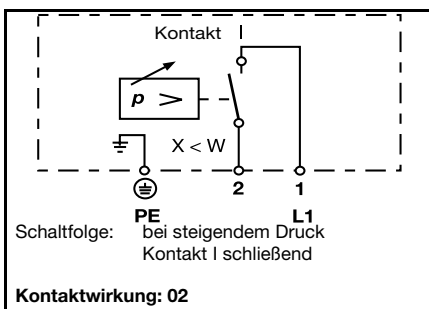 Kontakt I
p >
X < W
2 1
PE L1
Schaltfolge: bei steigendem Druck
Kontakt I schließend
Kontaktwirkung: 02